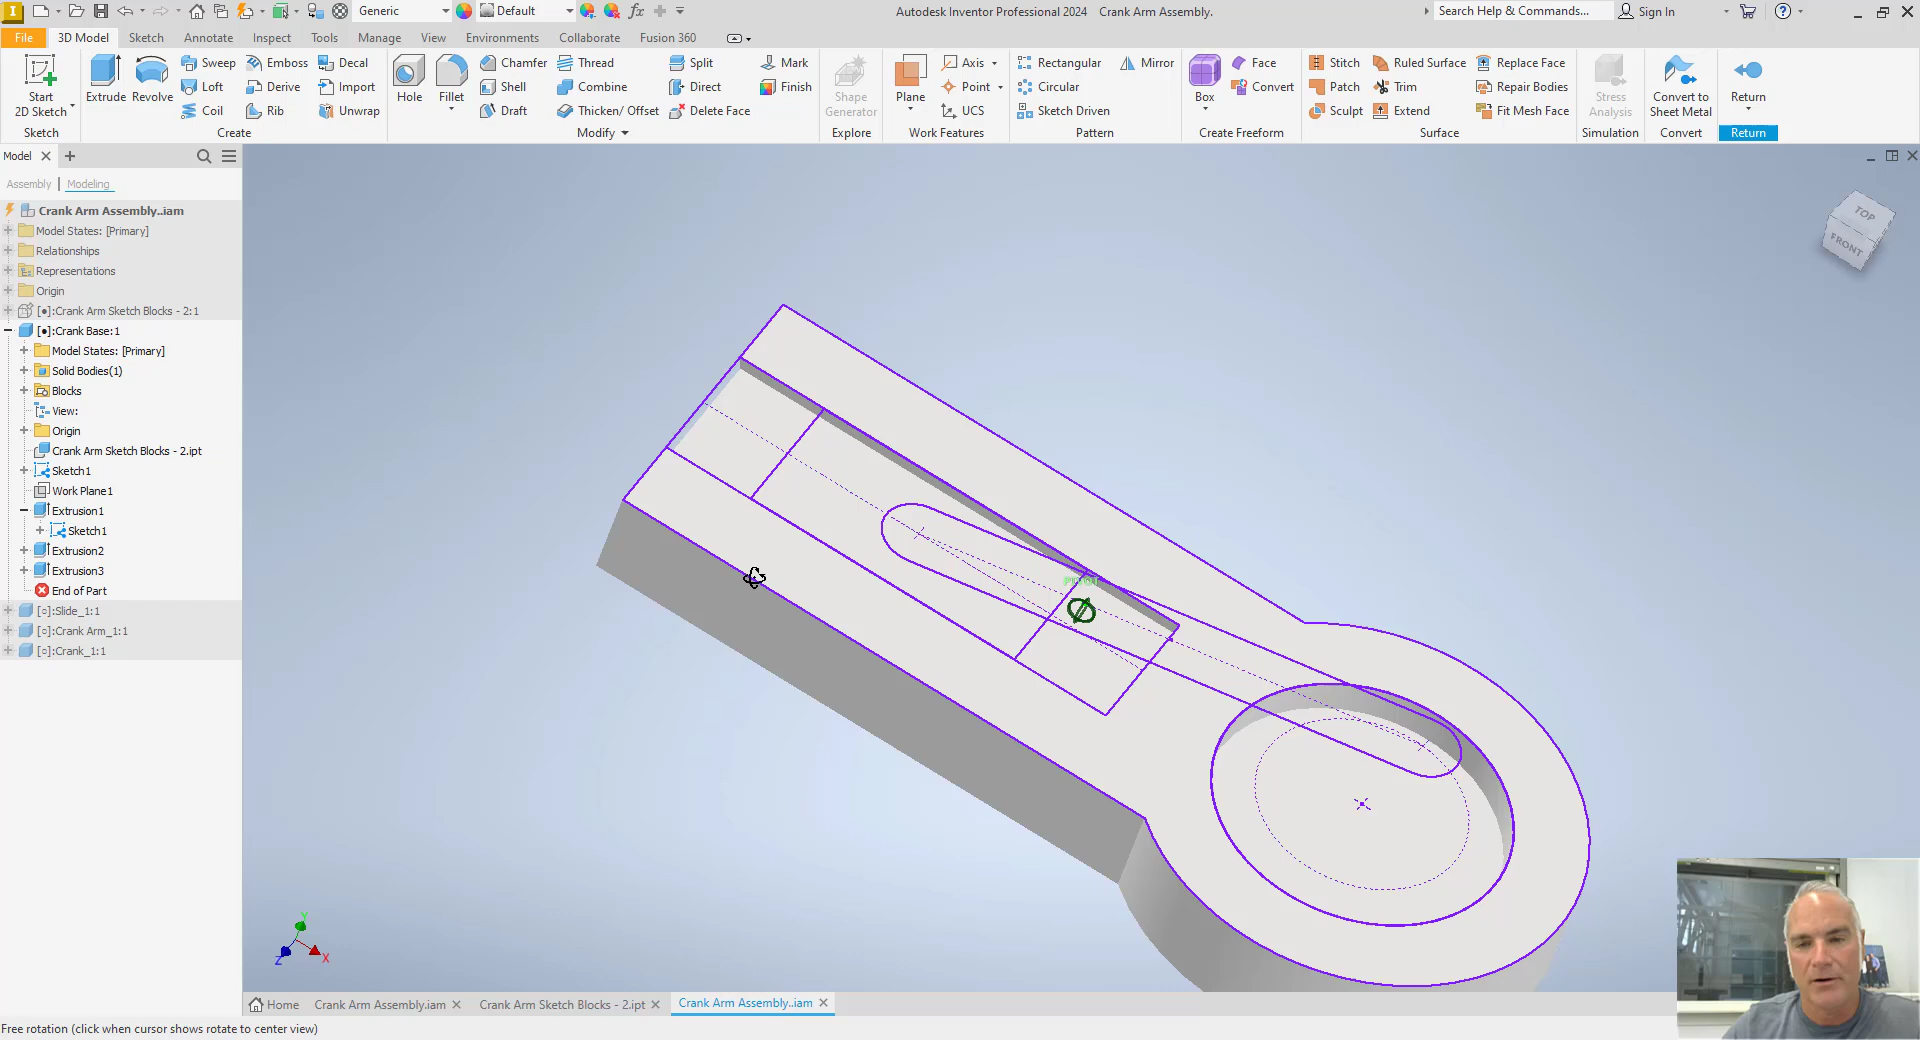 Generic
Default
Autodesk Inventor Professional 2024 Crank Arm Assembly.
Search Help & Commands...
Sign In
File
3D Model
Sketch
Annotate
Inspect
Tools
Manage
View
Environments
Collaborate
Fusion 360
Start
2D Sketch
Extrude
Revolve
Sweep
Loft
Coil
Emboss
Derive
Rib
Decal
Import
Unwrap
Hole
Fillet
Chamfer
Shell
Draft
Thread
Combine
Thicken/ Offset
Split
Direct
Delete Face
Mark
Finish
Shape
Generator
Plane
Axis
Point
UCS
Rectangular
Circular
Sketch Driven
Mirror
Box
Face
Convert
Stitch
Patch
Sculpt
Ruled Surface
Trim
Extend
Replace Face
Repair Bodies
Fit Mesh Face
Stress
Analysis
Convert to
Sheet Metal
Return
Sketch
Create
Modify
Explore
Work Features
Pattern
Create Freeform
Surface
Simulation
Convert
Return
Model
Assembly
Modeling
Crank Arm Assembly..iam
Model States: [Primary]
Relationships
Representations
Origin
[●]:Crank Arm Sketch Blocks - 2:1
[●]:Crank Base:1
Model States: [Primary]
Solid Bodies(1)
Blocks
View:
Origin
Crank Arm Sketch Blocks - 2.ipt
Sketch1
Work Plane1
Extrusion1
Sketch1
Extrusion2
Extrusion3
End of Part
[○]:Slide_1:1
[○]:Crank Arm_1:1
[○]:Crank_1:1
TOP
FRONT
PIVOT
Y
X
Z
Home
Crank Arm Assembly.iam
Crank Arm Sketch Blocks - 2.ipt
Crank Arm Assembly..iam
Free rotation (click when cursor shows rotate to center view)